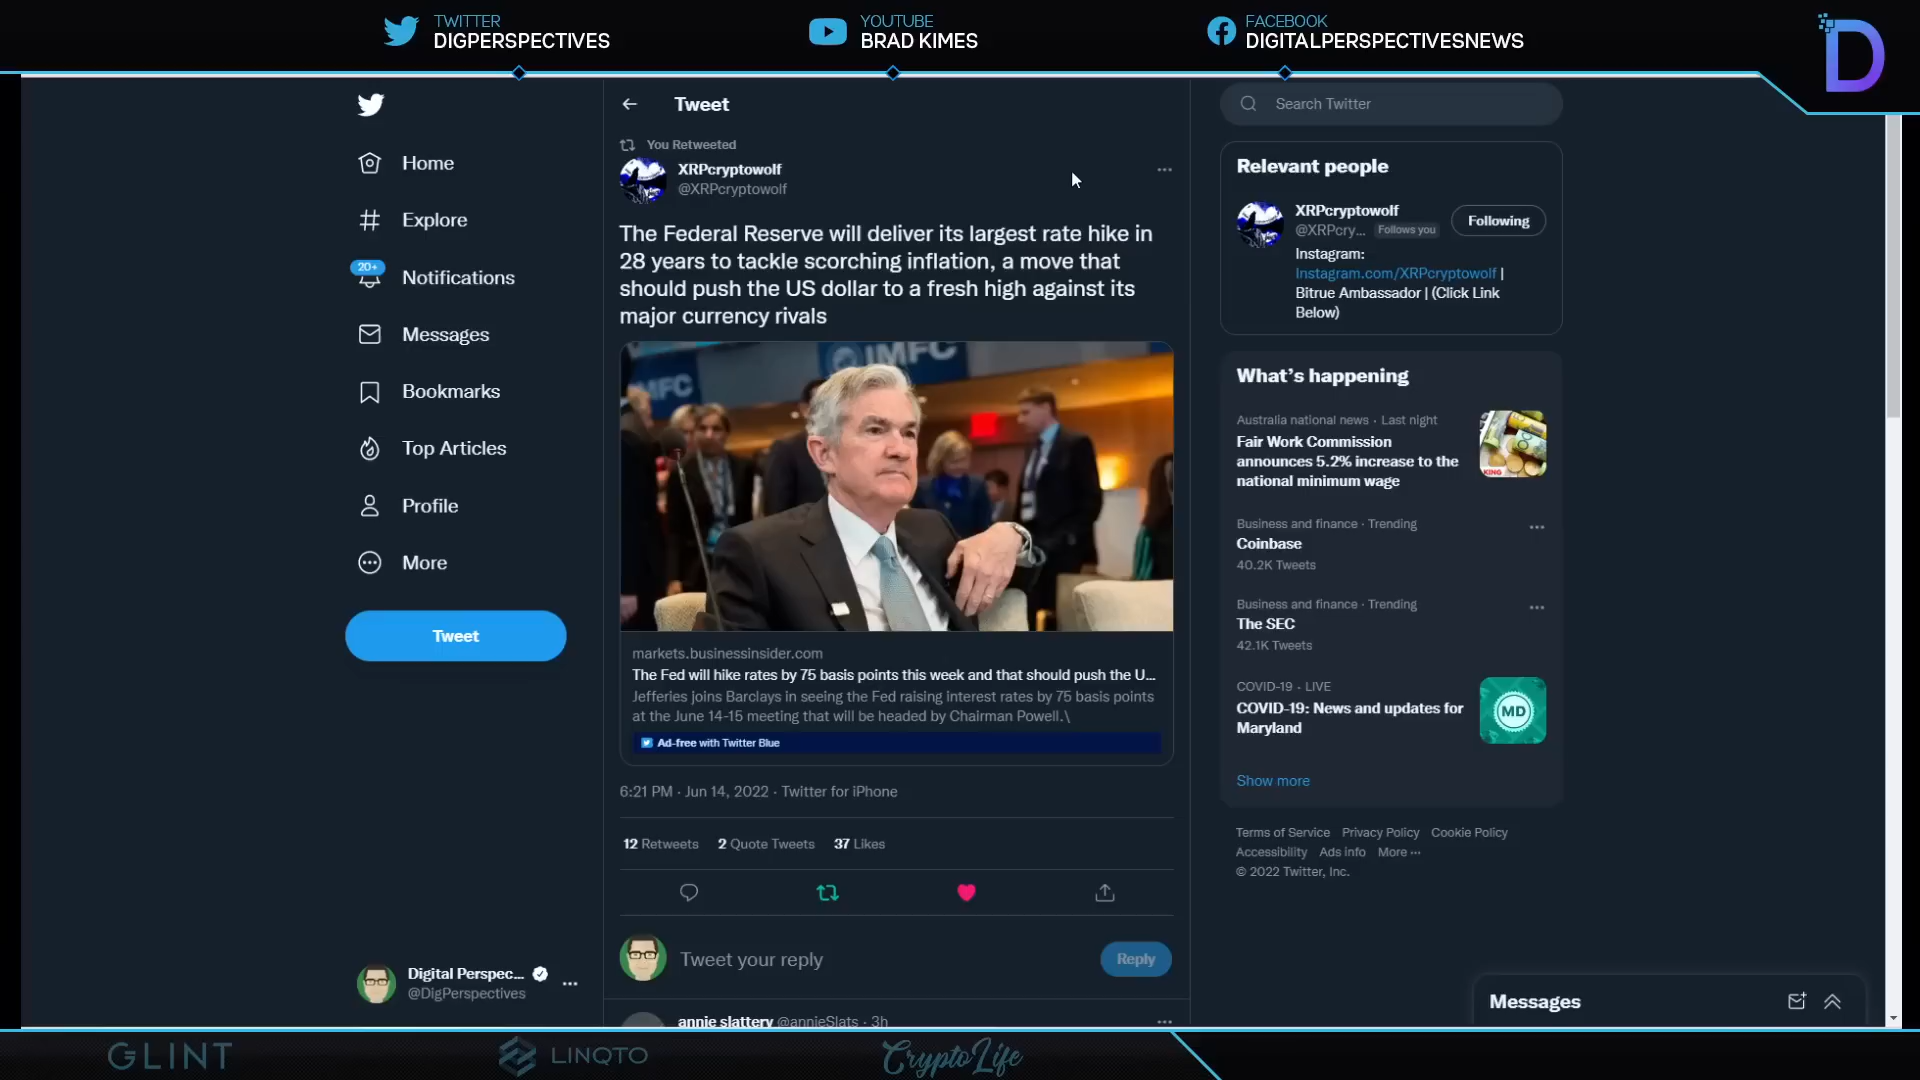 TWITTER
DIGPERSPECTIVES
YOUTUBE
BRAD KIMES
FACEBOOK
DIGITALPERSPECTIVESNEWS
D
Home
Explore
20+
Notifications
Messages
Bookmarks
Top Articles
Profile
More
Tweet
Digital Perspec...
@DigPerspectives
Tweet
You Retweeted
XRPcryptowolf
@XRPcryptowolf
The Federal Reserve will deliver its largest rate hike in
28 years to tackle scorching inflation, a move that
should push the US dollar to a fresh high against its
major currency rivals
IMFC
MFC
markets.businessinsider.com
The Fed will hike rates by 75 basis points this week and that should push the U...
Jefferies joins Barclays in seeing the Fed raising interest rates by 75 basis points
at the June 14-15 meeting that will be headed by Chairman Powell.\
Ad-free with Twitter Blue
6:21 PM · Jun 14, 2022 · Twitter for iPhone
12 Retweets 2 Quote Tweets 37 Likes
Tweet your reply
Reply
annie slattery @annieSlats · 3h
Search Twitter
Relevant people
XRPcryptowolf
@XRPcry... Follows you
Following
Instagram:
Instagram.com/XRPcryptowolf |
Bitrue Ambassador | (Click Link
Below)
What's happening
Australia national news · Last night
Fair Work Commission
announces 5.2% increase to the
national minimum wage
KING
Business and finance · Trending
Coinbase
40.2K Tweets
Business and finance · Trending
The SEC
42.1K Tweets
COVID-19 · LIVE
COVID-19: News and updates for
Maryland
MD
Show more
Terms of Service Privacy Policy Cookie Policy
Accessibility Ads info More ···
© 2022 Twitter, Inc.
Messages
GLINT
LINQTO
CryptoLife